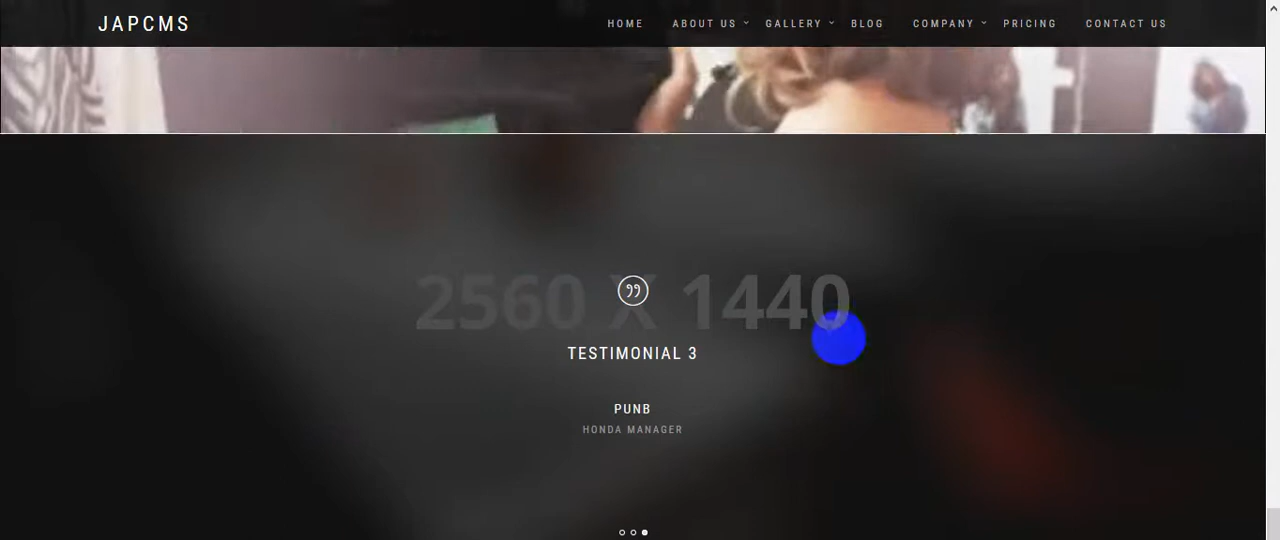 JAPCMS
HOME ABOUT US GALLERY BLOG COMPANY PRICING CONTACT US
2560 X 1440
TESTIMONIAL 3
PUNB
HONDA MANAGER